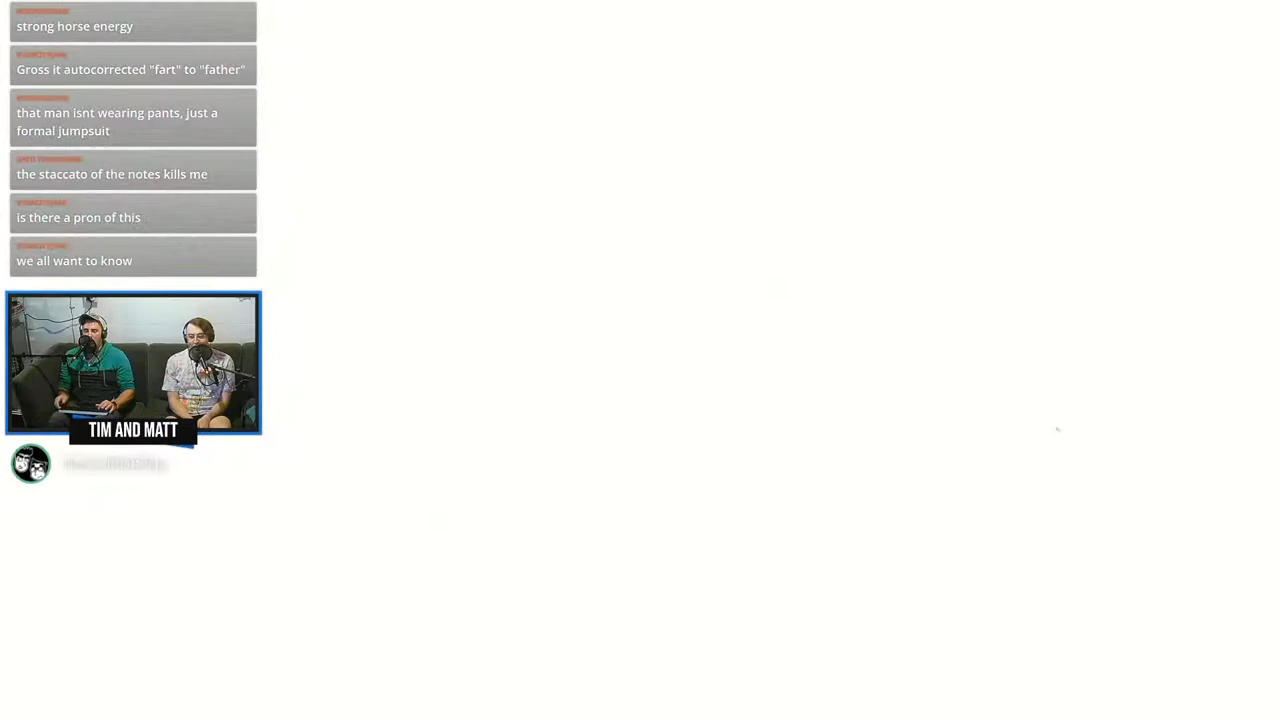 strong horse energy
Gross it autocorrected "fart" to "father"
that man isnt wearing pants, just a
formal jumpsuit
the staccato of the notes kills me
is there a pron of this
we all want to know
TIM AND MATT